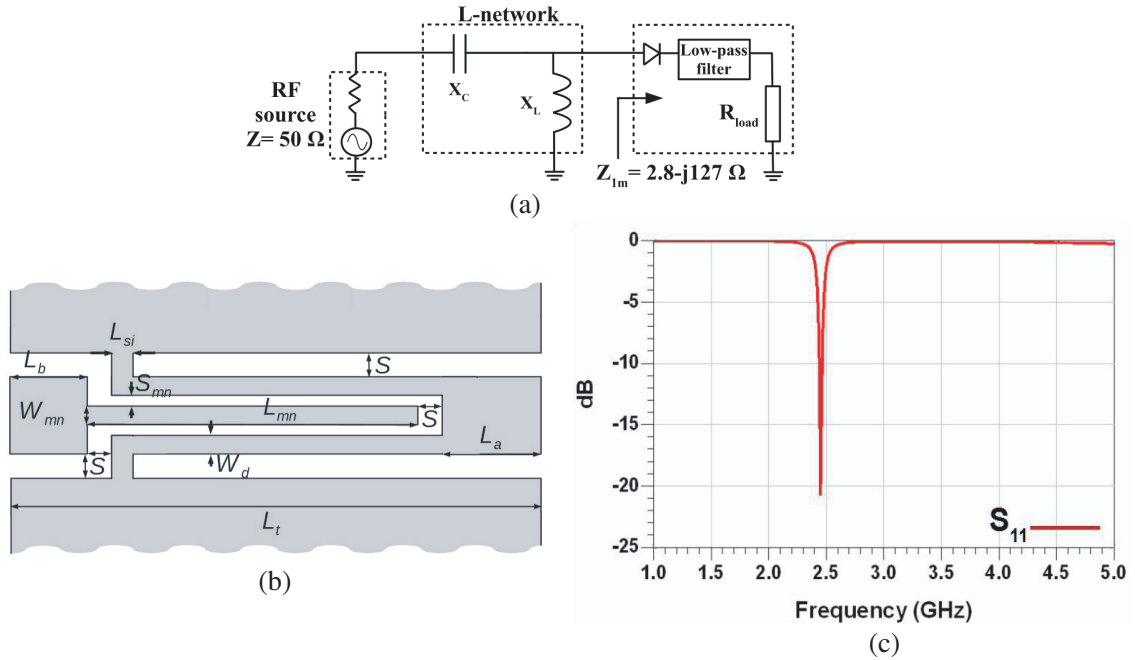 L-network
X_C
X_L
RF
source
Z= 50 Ω
Low-pass
filter
R_load
Z_1m= 2.8-j127 Ω
(a)
L_si
L_b
S
S_mn
W_mn
L_mn
S
L_a
S
W_d
L_t
(b)
0
-5
-10
-15
-20
-25
dB
S_11
1.0 1.5 2.0 2.5 3.0 3.5 4.0 4.5 5.0
Frequency (GHz)
(c)